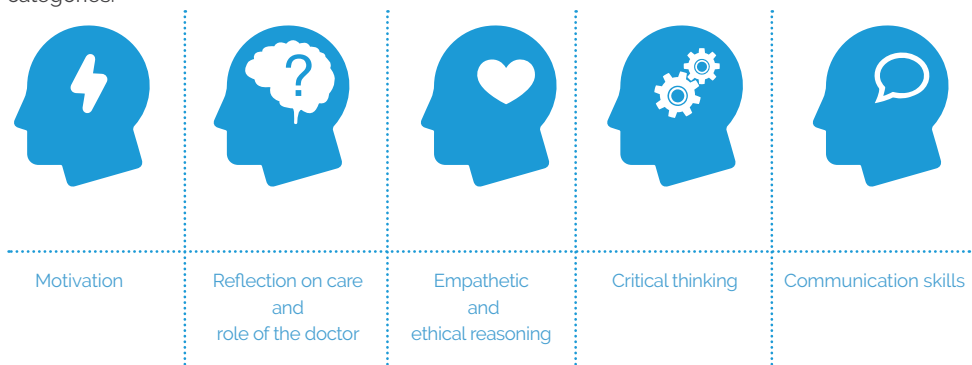 categories.
?
Motivation
Reflection on care
and
role of the doctor
Empathetic
and
ethical reasoning
Critical thinking
Communication skills